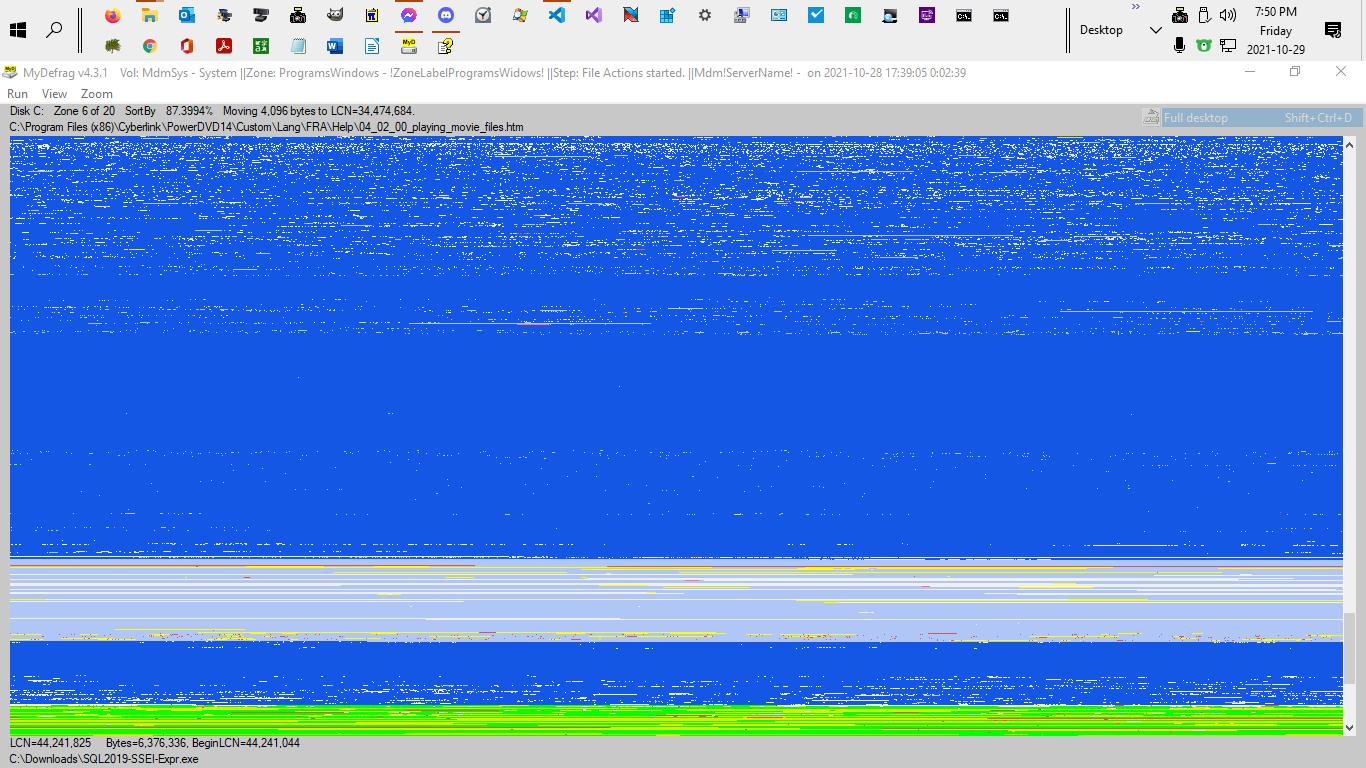 Desktop
7:50 PM
Friday
2021-10-29
MyDefrag v4.3.1 Vol: MdmSys - System ||Zone: ProgramsWindows - !ZoneLabelProgramsWidows! ||Step: File Actions started. ||Mdm!ServerName! - on 2021-10-28 17:39:05 0:02:39
Run View Zoom
Disk C: Zone 6 of 20 SortBy 87.3994% Moving 4,096 bytes to LCN=34,474,684.
Full desktop Shift+Ctrl+D
C:\Program Files (x86)\Cyberlink\PowerDVD14\Custom\Lang\FRA\Help\04_02_00_playing_movie_files.htm
LCN=44,241,825 Bytes=6,376,336, BeginLCN=44,241,044
C:\Downloads\SQL2019-SSEI-Expr.exe